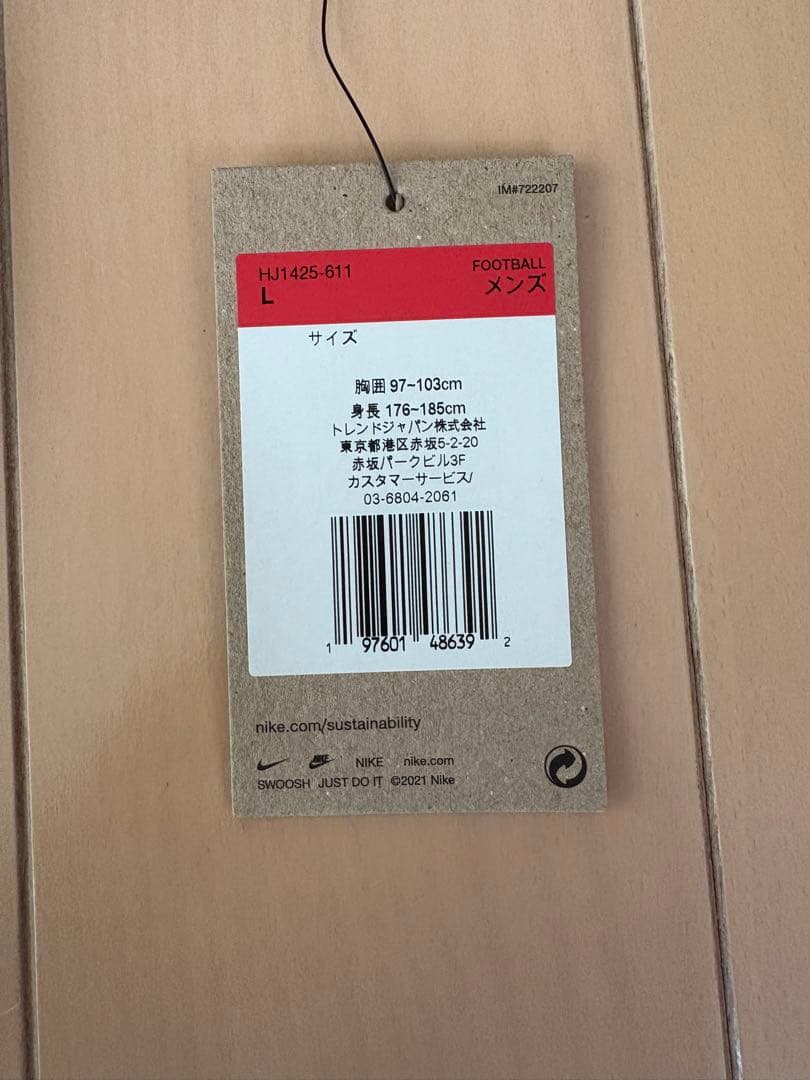 IM#722207
HJ1425-611
FOOTBALL
L
メンズ
サイズ
胸囲 97~103cm
身長 176~185cm
トレンドジャパン株式会社
東京都港区赤坂5-2-20
赤坂パークビル3F
カスタマーサービス/
03-6804-2061
1 97601 48639 2
nike.com/sustainability
NIKE NIKE nike.com
SWOOSH JUST DO IT ©2021 Nike